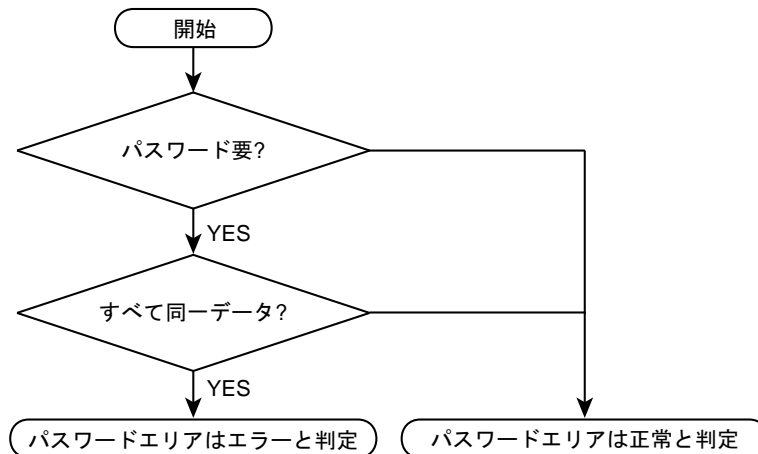 開始
パスワード要?
YES
すべて同一データ?
YES
パスワードエリアはエラーと判定
パスワードエリアは正常と判定